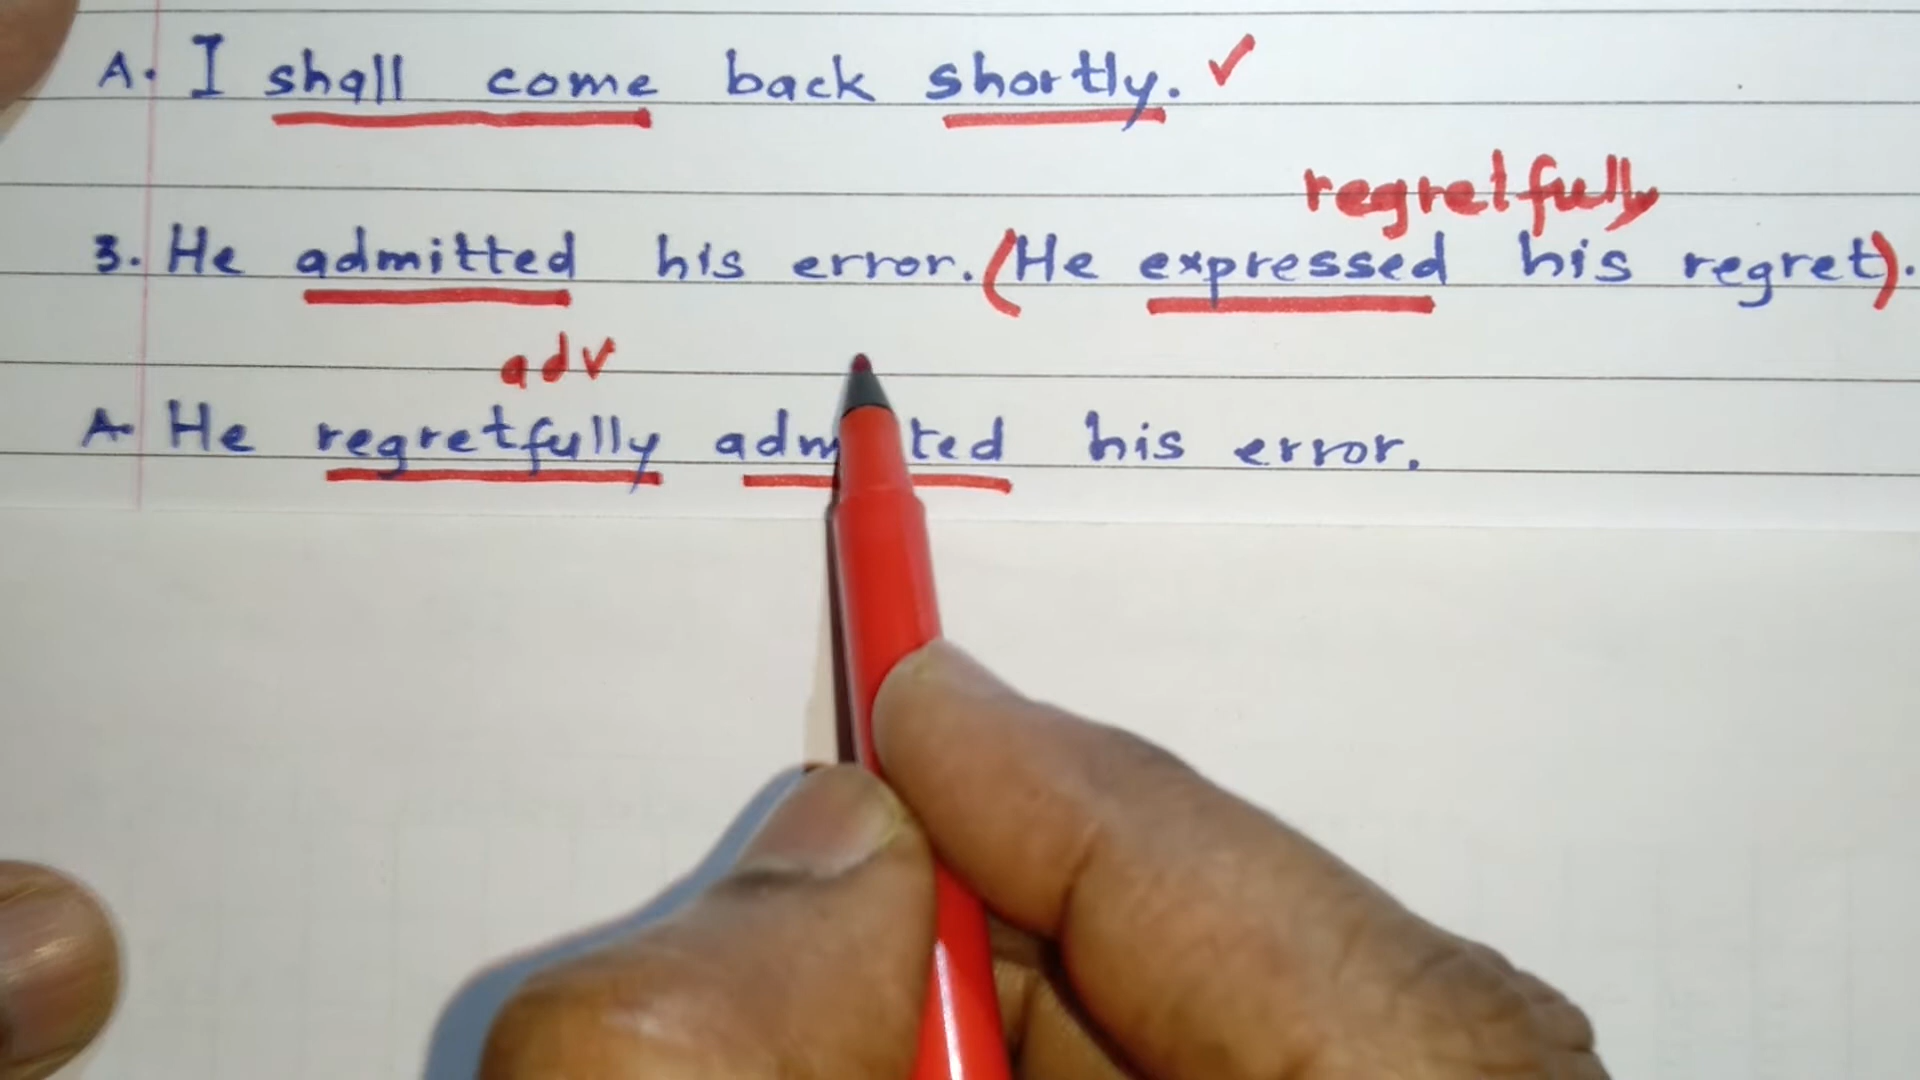 A. I shall come back shortly. ✓
regretfully
3. He admitted his error. (He expressed his regret).
adv
A. He regretfully admitted his error.